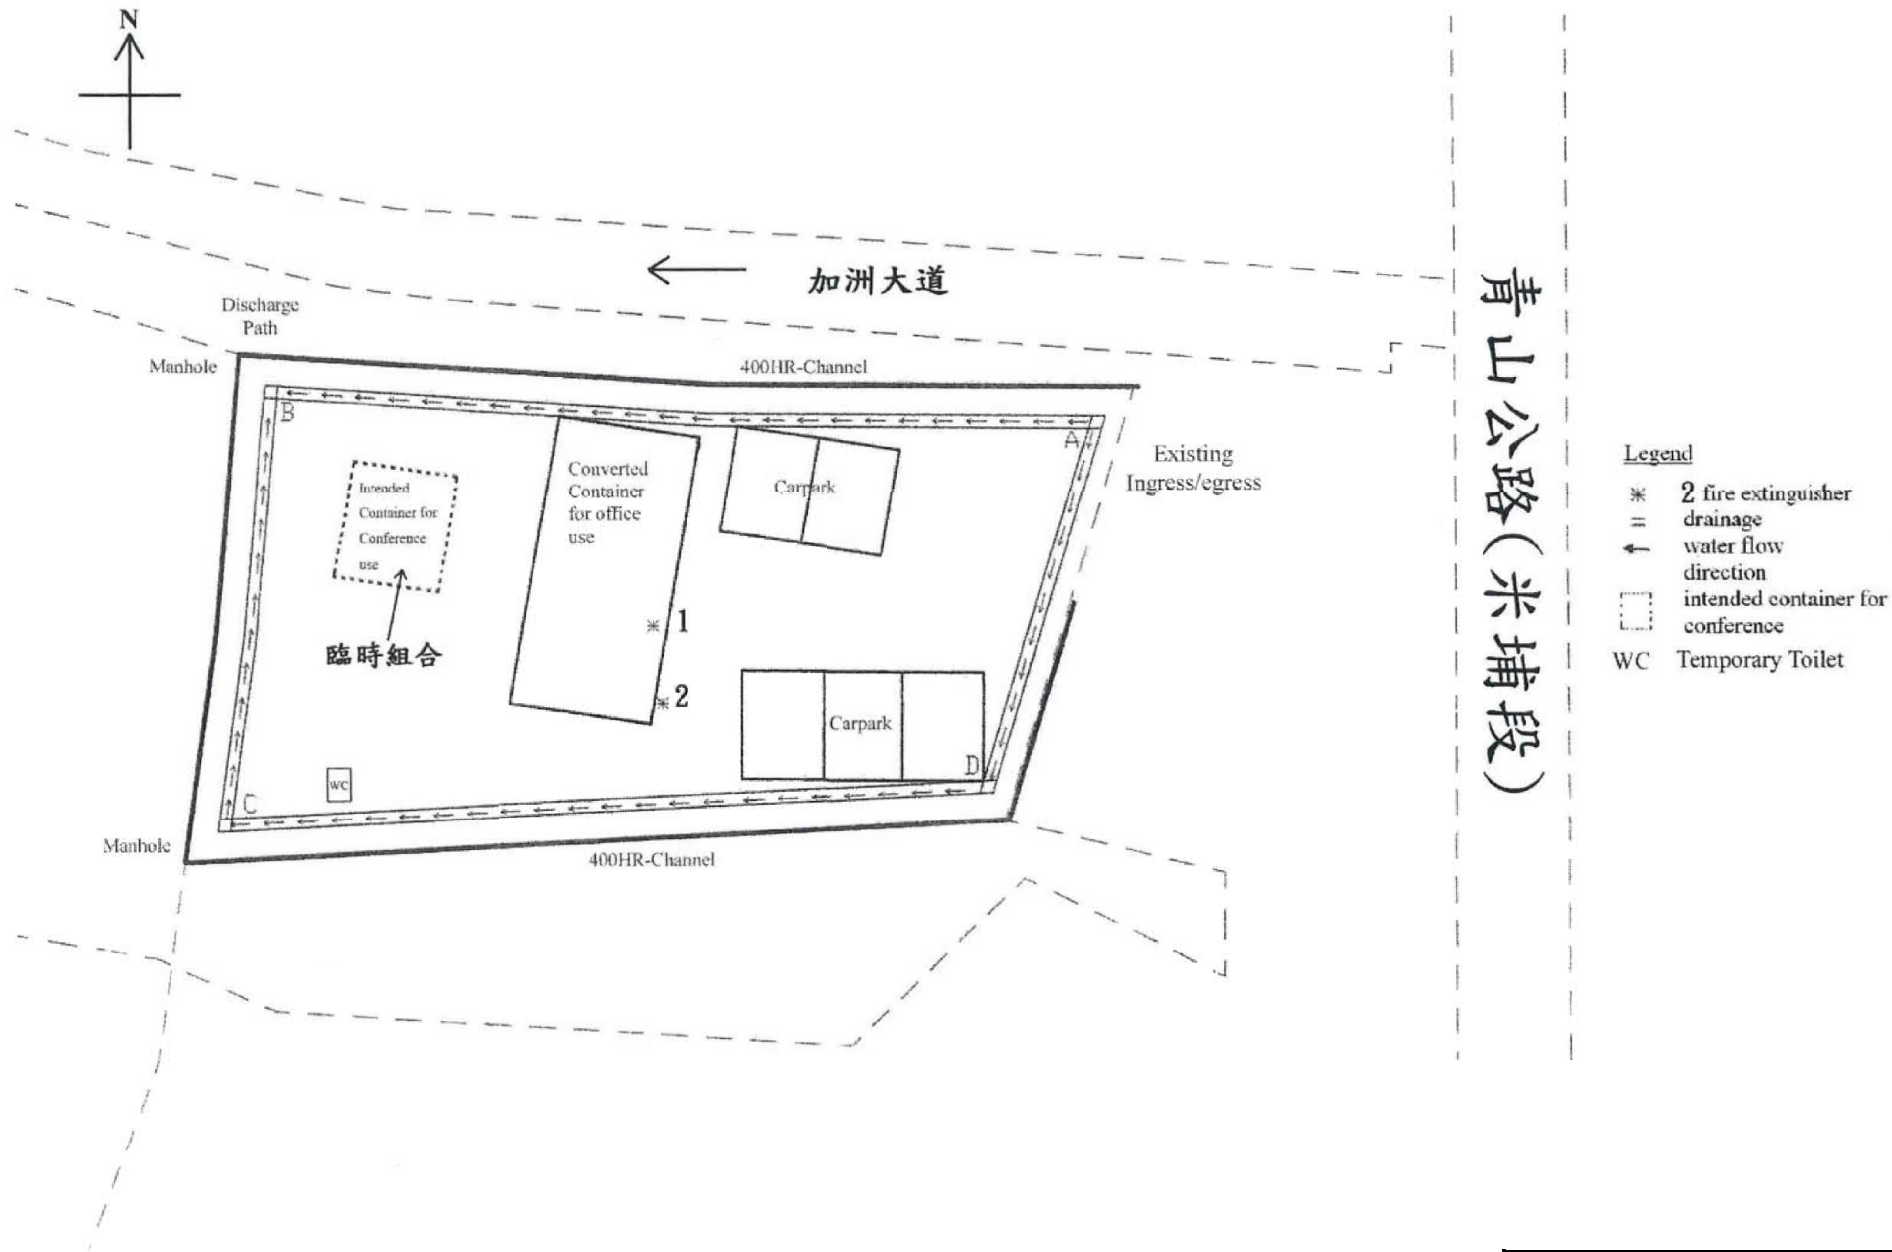 N
加洲大道
Discharge
Path
Manhole
400HR-Channel
B
A
Converted
Container
for office
use
Intended
Container for
Conference
use
Carpark
Existing
Ingress/egress
臨時組合
1
2
Carpark
D
WC
C
Manhole
400HR-Channel
青山公路(米埔段)
Legend
2 fire extinguisher
drainage
water flow
direction
intended container for
conference
WC Temporary Toilet